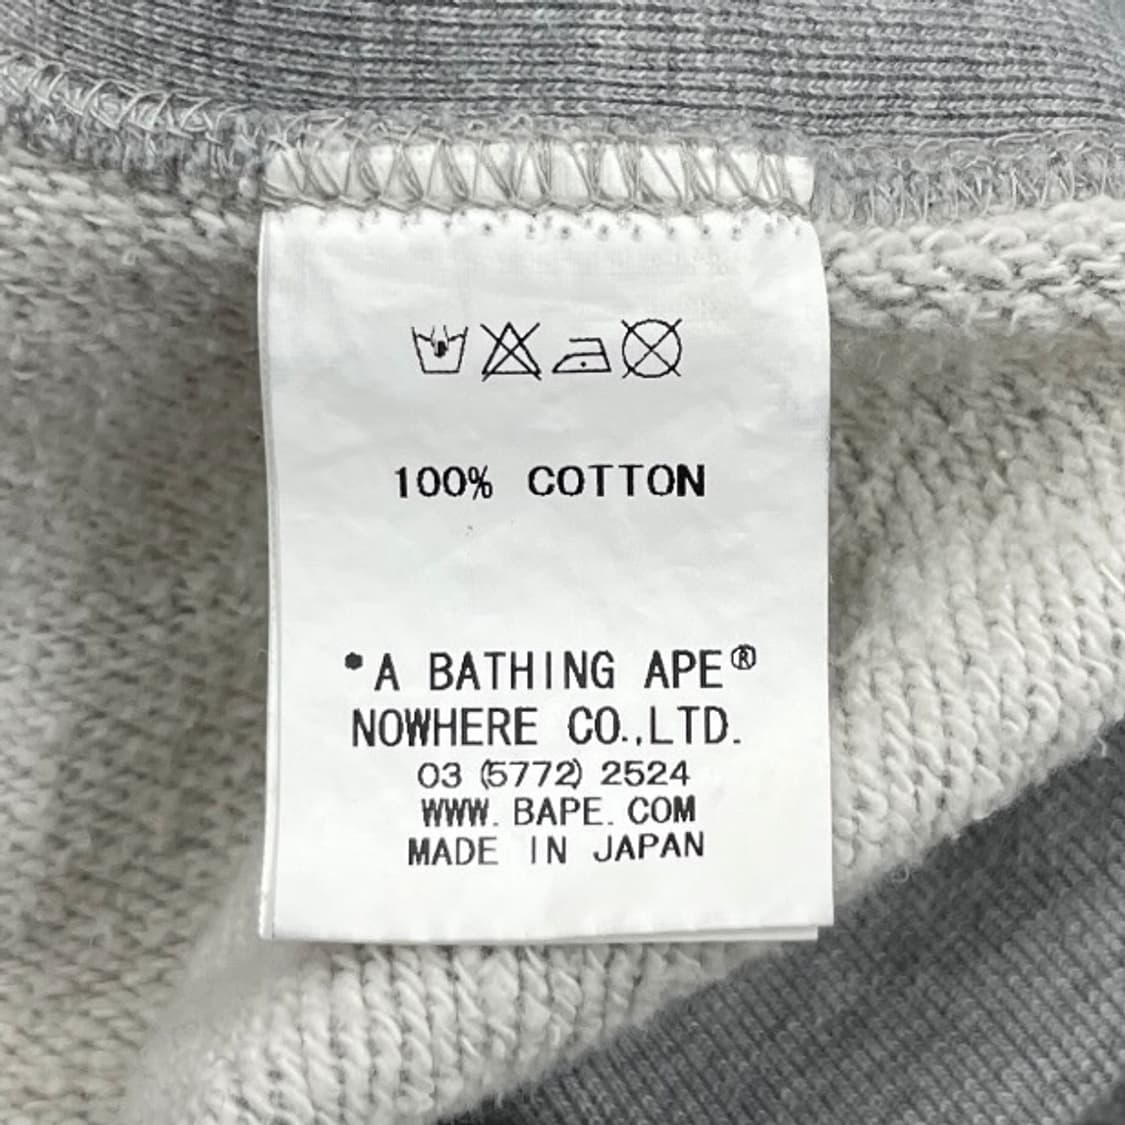 100% COTTON
*A BATHING APE®
NOWHERE CO.,LTD.
03 (5772) 2524
WWW. BAPE. COM
MADE IN JAPAN